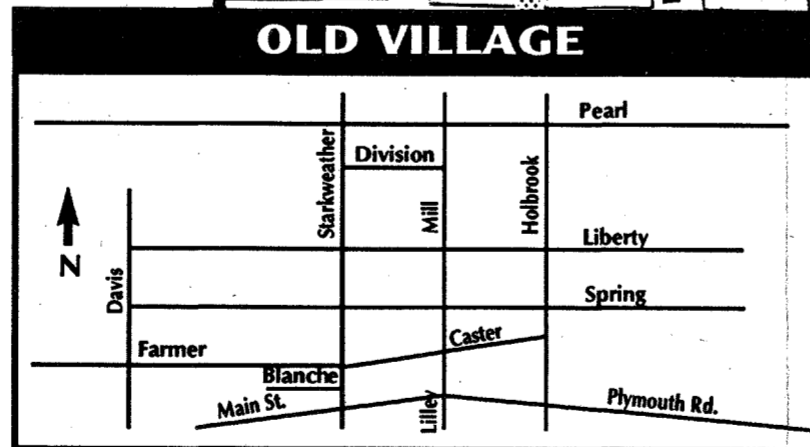 OLD VILLAGE
Pearl
Starkweather
Division
Holbrook
Mill
Liberty
N
Davis
Spring
Caster
Farmer
Blanche
Main St.
Lilley
Plymouth Rd.